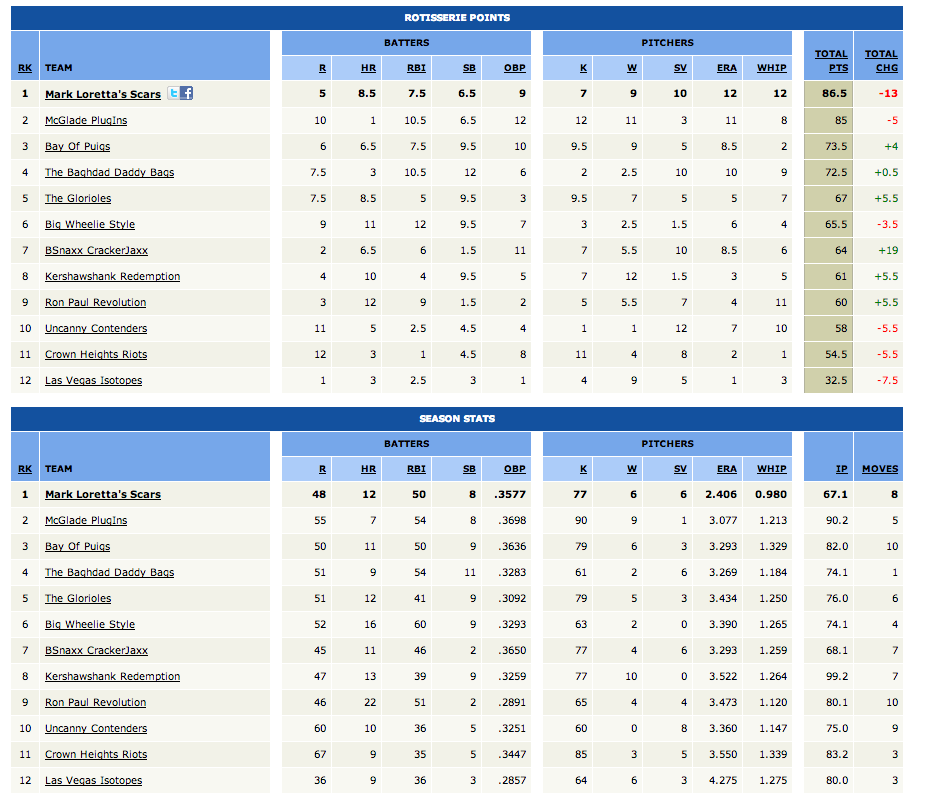 ROTISSERIE POINTS
BATTERS PITCHERS TOTAL TOTAL
RK TEAM R HR RBI SB OBP K W SV ERA WHIP PTS CHG
1 Mark Loretta's Scars 5 8.5 7.5 6.5 9 7 9 10 12 12 86.5 -13
2 McGlade PlugIns 10 1 10.5 6.5 12 12 11 3 11 8 85 -5
3 Bay Of Puigs 6 6.5 7.5 9.5 10 9.5 9 5 8.5 2 73.5 +4
4 The Baghdad Daddy Bags 7.5 3 10.5 12 6 2 2.5 10 10 9 72.5 +0.5
5 The Glorioles 7.5 8.5 5 9.5 3 9.5 7 5 5 7 67 +5.5
6 Big Wheelie Style 9 11 12 9.5 7 3 2.5 1.5 6 4 65.5 -3.5
7 BSnaxx CrackerJaxx 2 6.5 6 1.5 11 7 5.5 10 8.5 6 64 +19
8 Kershawshank Redemption 4 10 4 9.5 5 7 12 1.5 3 5 61 +5.5
9 Ron Paul Revolution 3 12 9 1.5 2 5 5.5 7 4 11 60 +5.5
10 Uncanny Contenders 11 5 2.5 4.5 4 1 1 12 7 10 58 -5.5
11 Crown Heights Riots 12 3 1 4.5 8 11 4 8 2 1 54.5 -5.5
12 Las Vegas Isotopes 1 3 2.5 3 1 4 9 5 1 3 32.5 -7.5
SEASON STATS
BATTERS PITCHERS
RK TEAM R HR RBI SB OBP K W SV ERA WHIP IP MOVES
1 Mark Loretta's Scars 48 12 50 8 .3577 77 6 6 2.406 0.980 67.1 8
2 McGlade PlugIns 55 7 54 8 .3698 90 9 1 3.077 1.213 90.2 5
3 Bay Of Puigs 50 11 50 9 .3636 79 6 3 3.293 1.329 82.0 10
4 The Baghdad Daddy Bags 51 9 54 11 .3283 61 2 6 3.269 1.184 74.1 1
5 The Glorioles 51 12 41 9 .3092 79 5 3 3.434 1.250 76.0 6
6 Big Wheelie Style 52 16 60 9 .3293 63 2 0 3.390 1.265 74.1 4
7 BSnaxx CrackerJaxx 45 11 46 2 .3650 77 4 6 3.293 1.259 68.1 7
8 Kershawshank Redemption 47 13 39 9 .3259 77 10 0 3.522 1.264 99.2 7
9 Ron Paul Revolution 46 22 51 2 .2891 65 4 4 3.473 1.120 80.1 10
10 Uncanny Contenders 60 10 36 5 .3251 60 0 8 3.360 1.147 75.0 9
11 Crown Heights Riots 67 9 35 5 .3447 85 3 5 3.550 1.339 83.2 3
12 Las Vegas Isotopes 36 9 36 3 .2857 64 6 3 4.275 1.275 80.0 3